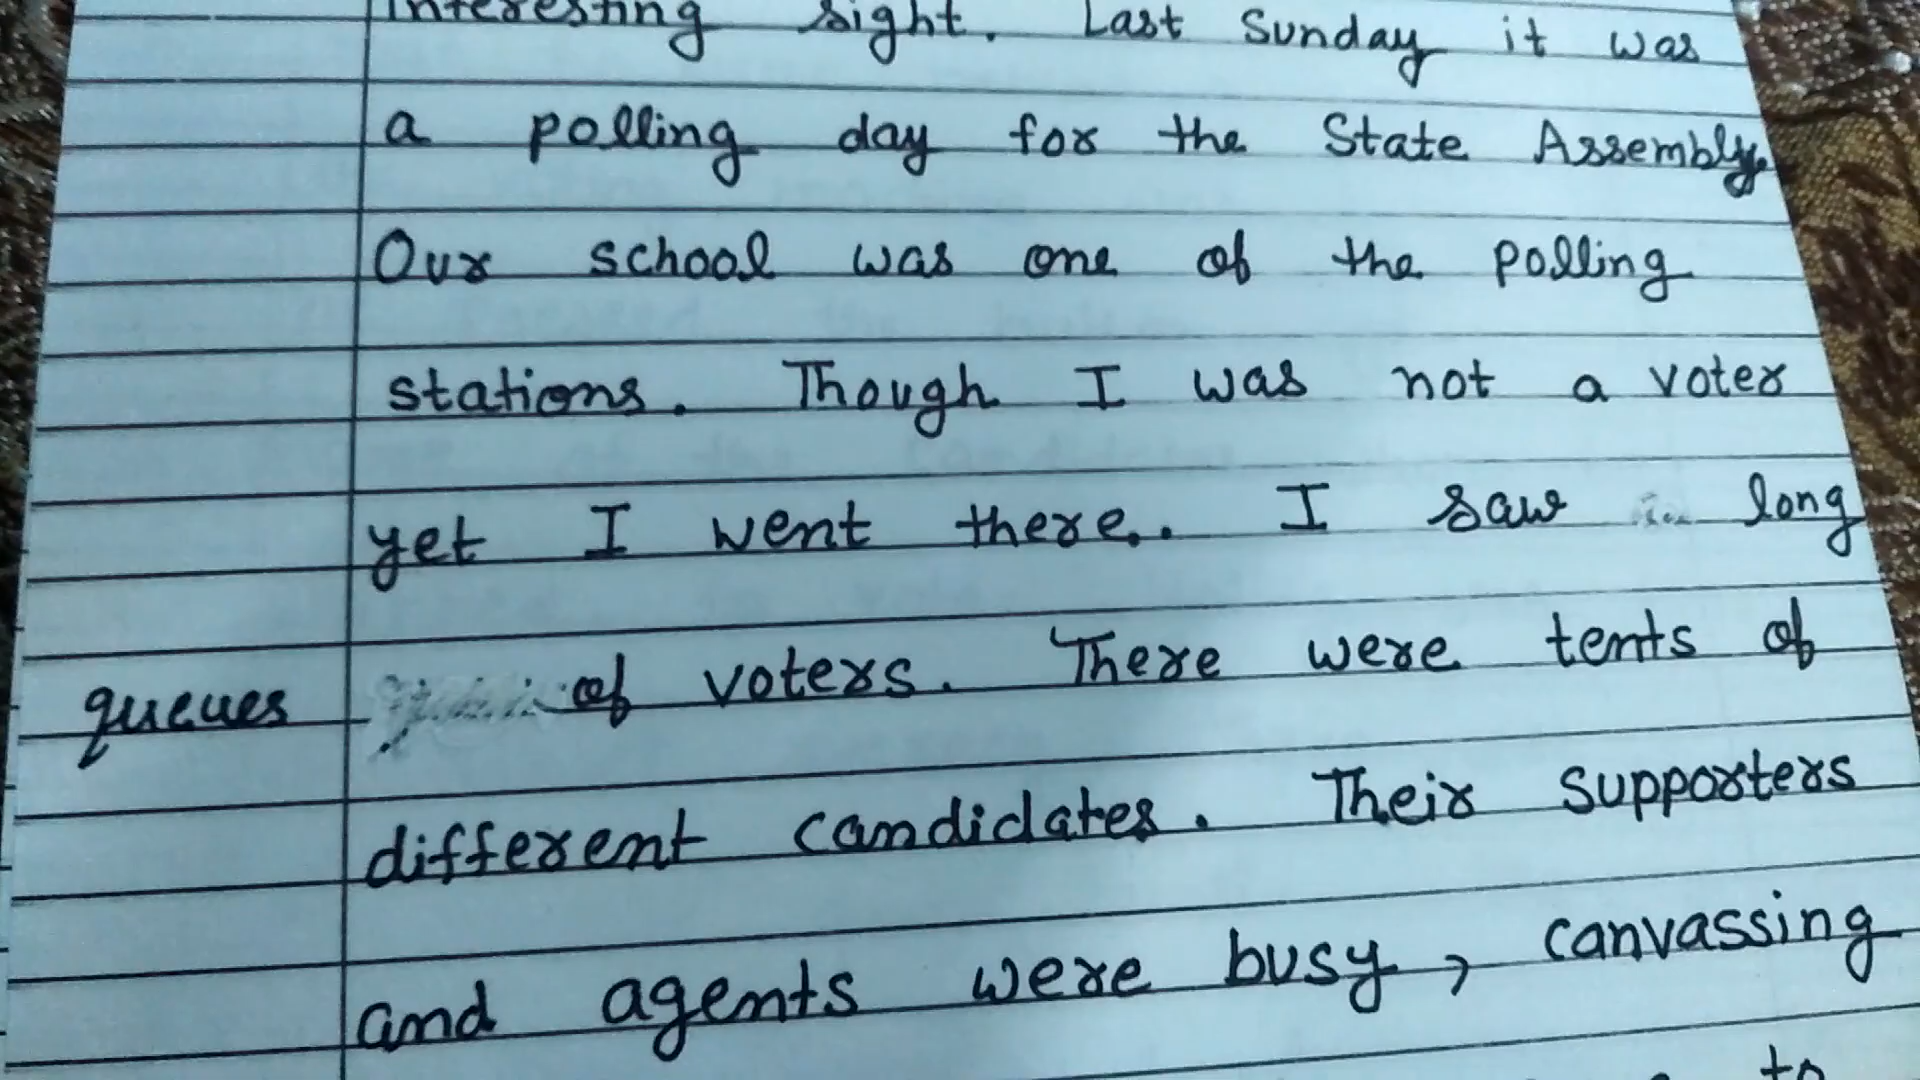 interesting sight. Last Sunday it was
a polling day for the State Assembly.
Our school was one of the polling
stations. Though I was not a voter
yet I went there. I saw long
queues of voters. There were tents of
different candidates. Their supporters
and agents were busy, canvassing
to